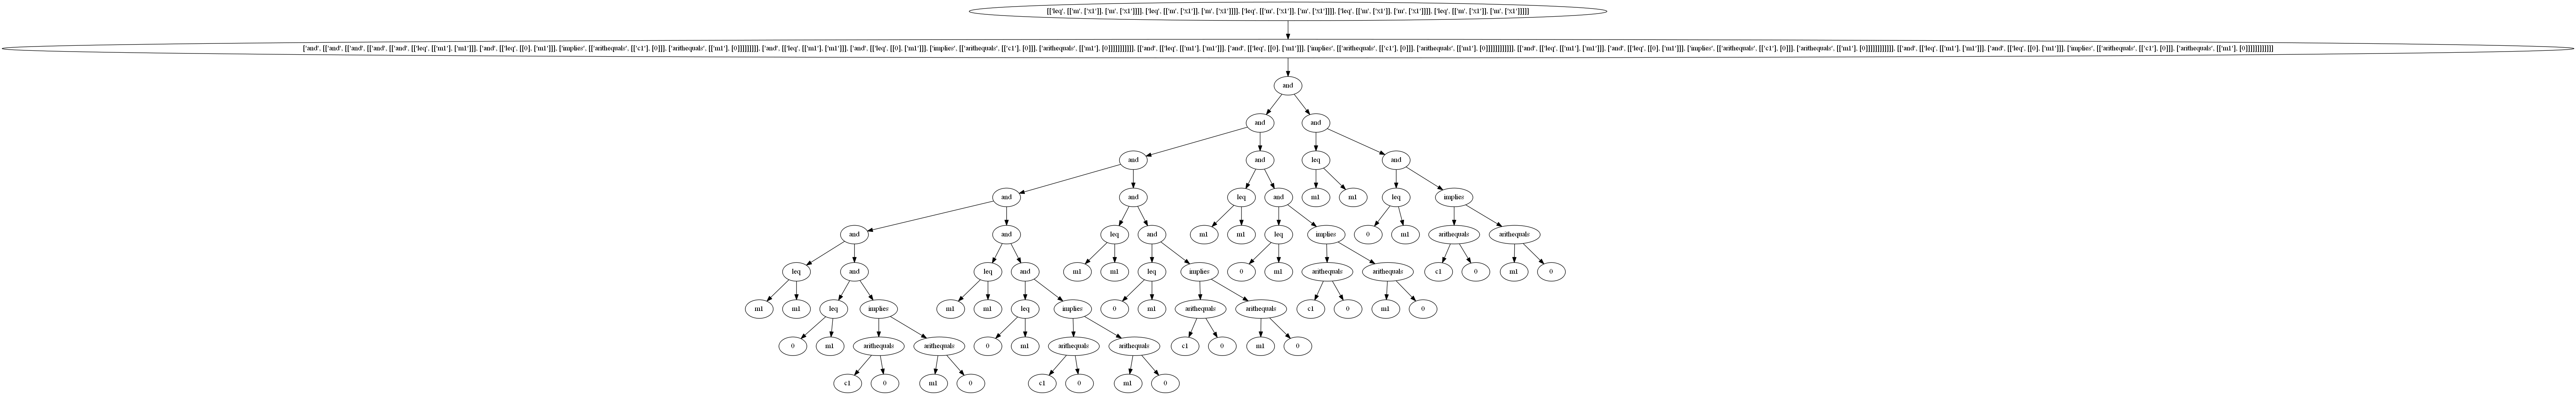 [['leq', [['m', ['x1']], ['m', ['x1']]]], ['leq', [['m', ['x1']], ['m', ['x1']]]], ['leq', [['m', ['x1']], ['m', ['x1']]]], ['leq', [['m', ['x1']], ['m', ['x1']]]], ['leq', [['m', ['x1']], ['m', ['x1']]]]]
['and', [['and', [['and', [['and', [['and', [['leq', [['m1'], ['m1']]], ['and', [['leq', [[0], ['m1']]], ['implies', [['arithequals', [['c1'], [0]]], ['arithequals', [['m1'], [0]]]]]]]]], ['and', [['leq', [['m1'], ['m1']]], ['and', [['leq', [[0], ['m1']]], ['implies', [['arithequals', [['c1'], [0]]], ['arithequals', [['m1'], [0]]]]]]]]]]], ['and', [['leq', [['m1'], ['m1']]], ['and', [['leq', [[0], ['m1']]], ['implies', [['arithequals', [['c1'], [0]]], ['arithequals', [['m1'], [0]]]]]]]]]]], ['and', [['leq', [['m1'], ['m1']]], ['and', [['leq', [[0], ['m1']]], ['implies', [['arithequals', [['c1'], [0]]], ['arithequals', [['m1'], [0]]]]]]]]]]], ['and', [['leq', [['m1'], ['m1']]], ['and', [['leq', [[0], ['m1']]], ['implies', [['arithequals', [['c1'], [0]]], ['arithequals', [['m1'], [0]]]]]]]]]]]
and
and and
and and leq and
and and leq and m1 m1 leq implies
and and leq and m1 m1 leq implies 0 m1 arithequals arithequals
leq and leq and m1 m1 leq implies 0 m1 arithequals arithequals c1 0 m1 0
m1 m1 leq implies m1 m1 leq implies 0 m1 arithequals arithequals c1 0 m1 0
0 m1 arithequals arithequals 0 m1 arithequals arithequals c1 0 m1 0
c1 0 m1 0 c1 0 m1 0